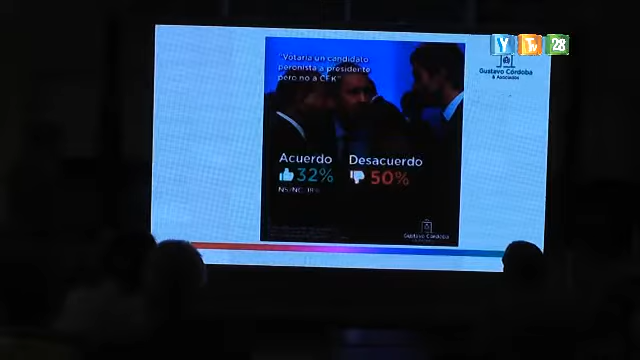 YTv28
Gustavo Córdoba
& Asociados
"Votaría un candidato
peronista a presidente
pero no a CFK"
Acuerdo
32%
Desacuerdo
50%
NS/NC:
Gustavo Córdoba